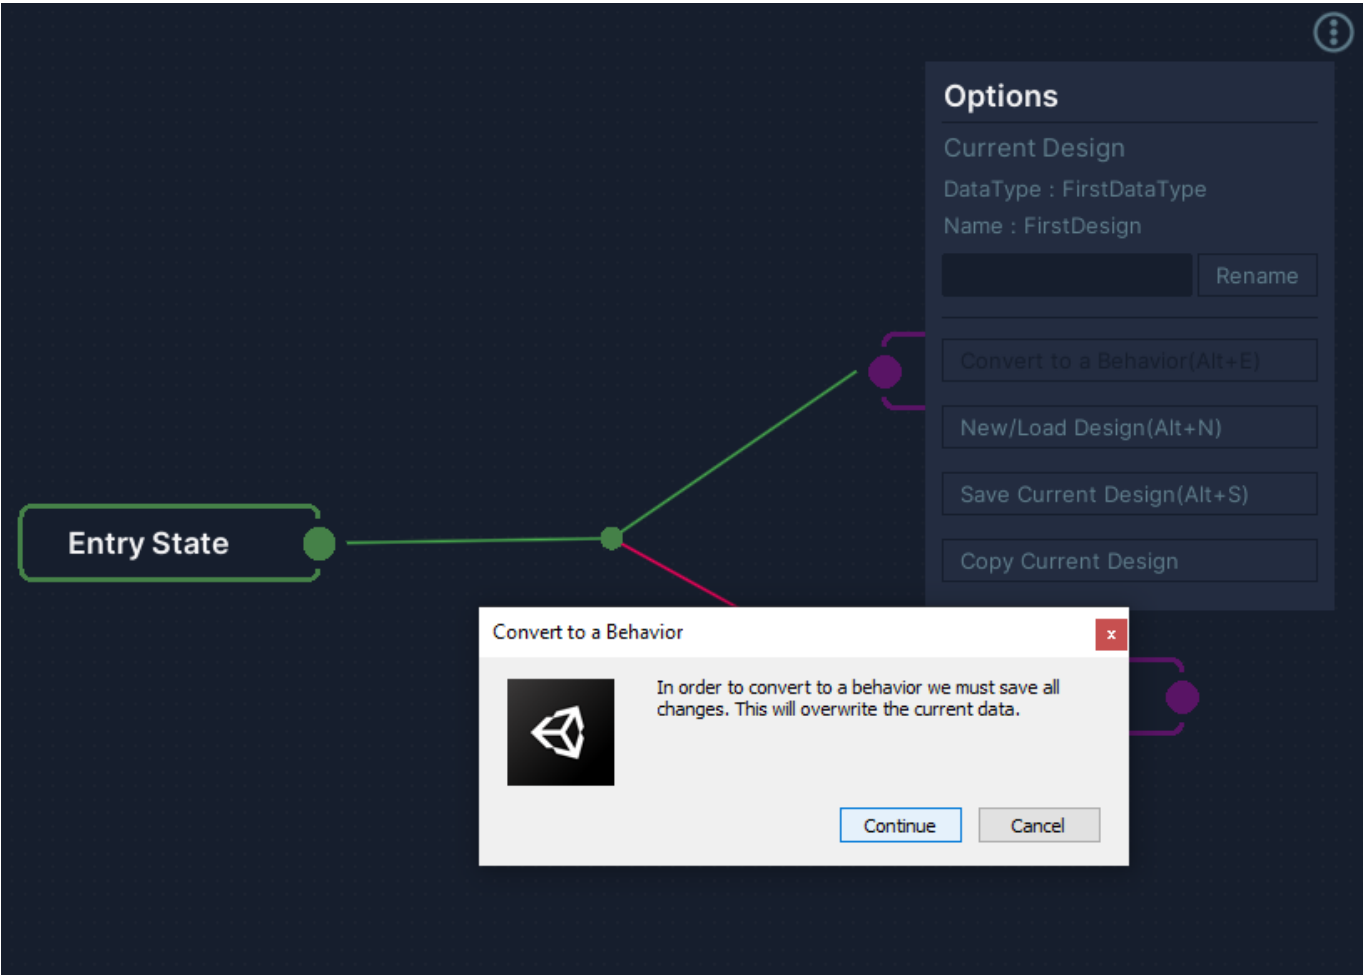 Options
Current Design
DataType : FirstDataType
Name : FirstDesign
Rename
Convert to a Behavior(Alt+E)
New/Load Design(Alt+N)
Save Current Design(Alt+S)
Copy Current Design
Entry State
Convert to a Behavior
x
In order to convert to a behavior we must save all
changes. This will overwrite the current data.
Continue
Cancel